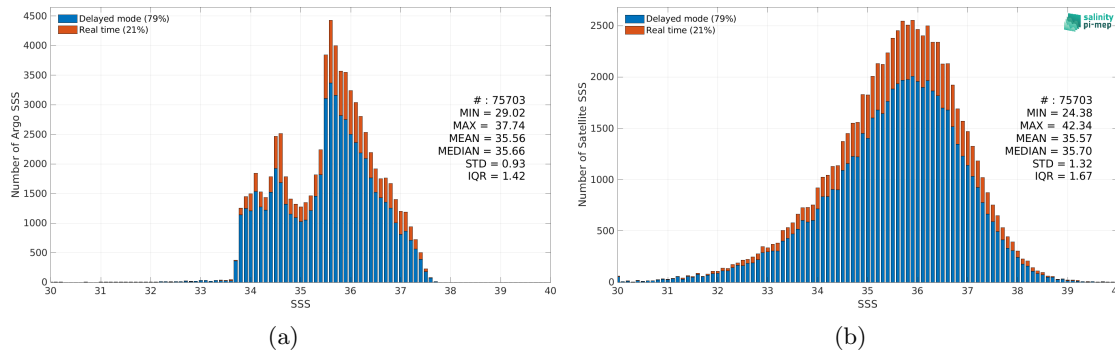 Delayed mode (79%)
Real time (21%)
4500
4000
3500
3000
2500
2000
1500
1000
500
0
Number of Argo SSS
# : 75703
MIN = 29.02
MAX = 37.74
MEAN = 35.56
MEDIAN = 35.66
STD = 0.93
IQR = 1.42
30 31 32 33 34 35 36 37 38 39 40
SSS
(a)
Delayed mode (79%)
Real time (21%)
salinity
pi-mep
2500
2000
1500
1000
500
0
Number of Satellite SSS
# : 75703
MIN = 24.38
MAX = 42.34
MEAN = 35.57
MEDIAN = 35.70
STD = 1.32
IQR = 1.67
30 31 32 33 34 35 36 37 38 39
SSS
(b)